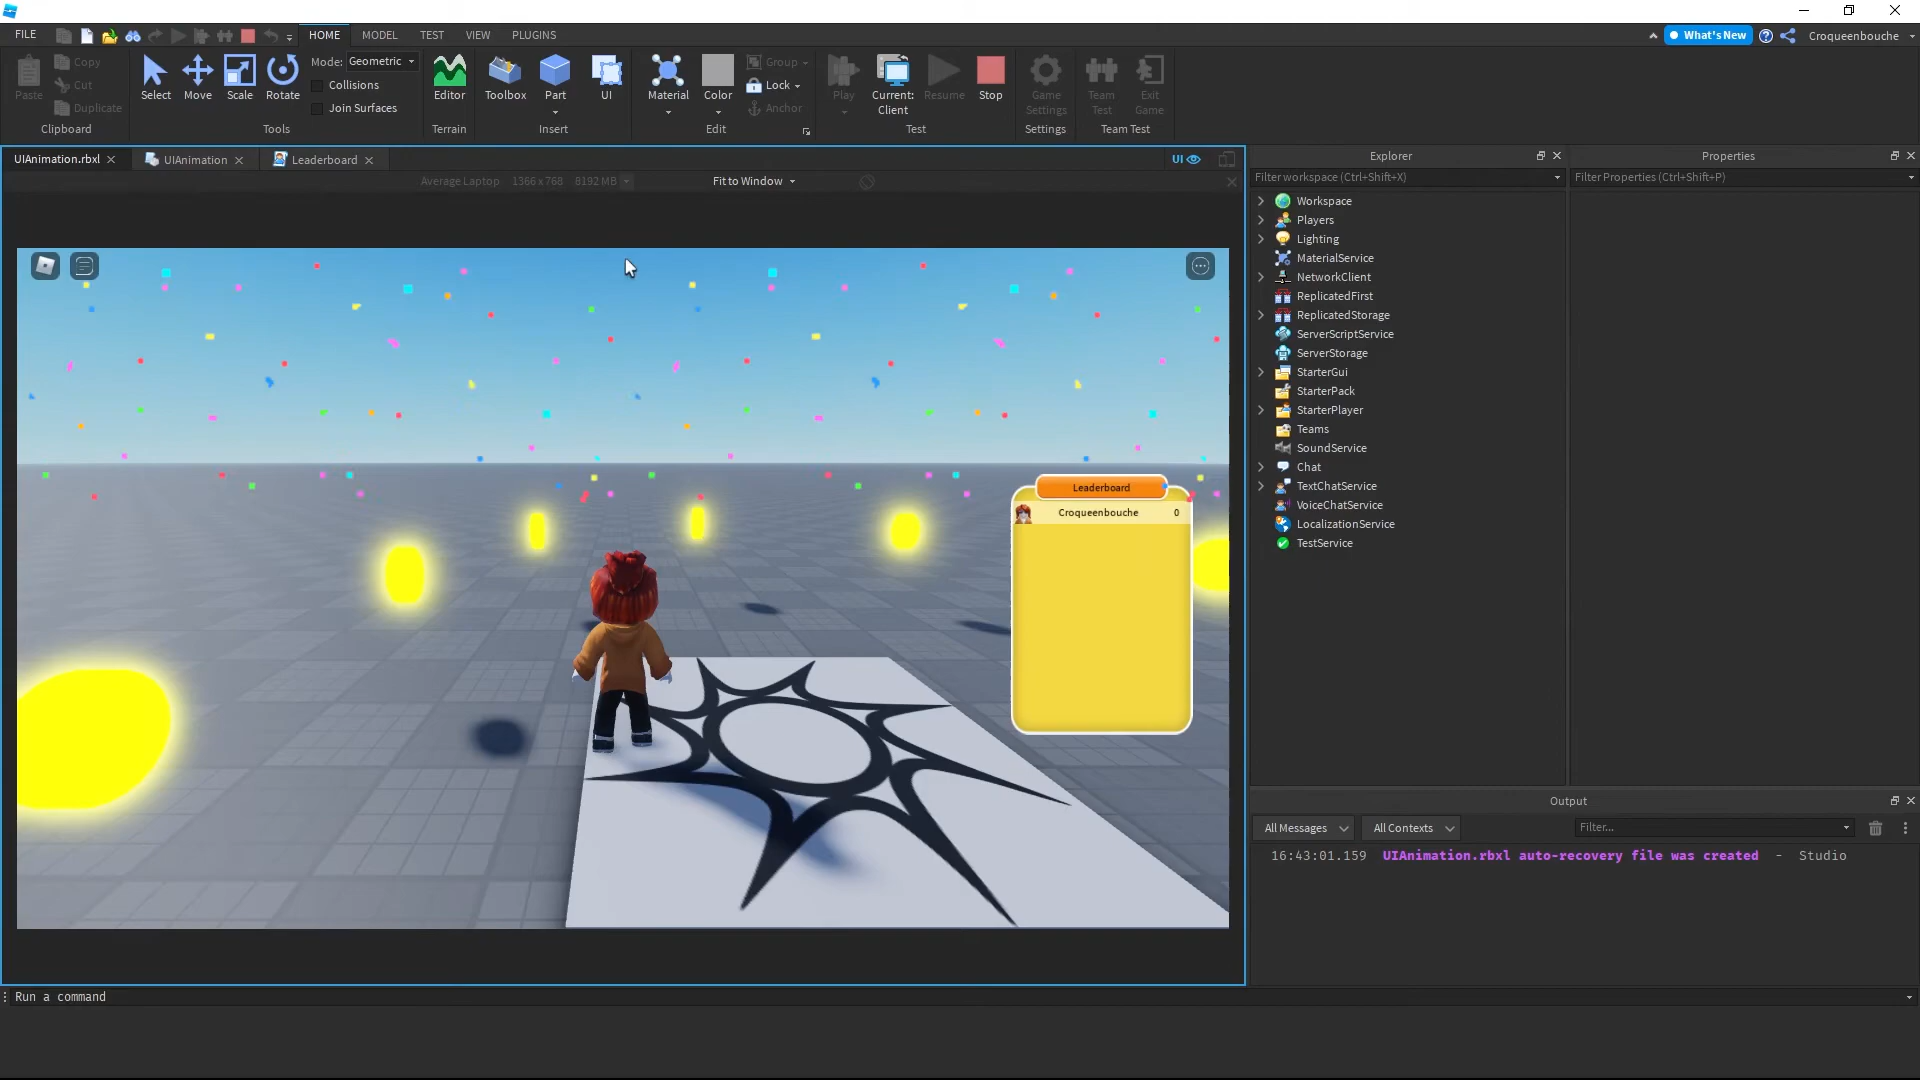 FILE
HOME
MODEL
TEST
VIEW
PLUGINS
What's New
Croqueenbouche
Paste
Copy
Cut
Duplicate
Clipboard
Select
Move
Scale
Rotate
Mode: Geometric
Collisions
Join Surfaces
Tools
Editor
Terrain
Toolbox
Part
UI
Insert
Material
Color
Group
Lock
Anchor
Edit
Play
Current:
Client
Resume
Stop
Test
Game
Settings
Settings
Team
Test
Exit
Game
Team Test
UIAnimation.rbxl
UIAnimation
Leaderboard
UI
Average Laptop 1366 x 768 8192 MB
Fit to Window
Leaderboard
Croqueenbouche 0
Explorer
Filter workspace (Ctrl+Shift+X)
Workspace
Players
Lighting
MaterialService
NetworkClient
ReplicatedFirst
ReplicatedStorage
ServerScriptService
ServerStorage
StarterGui
StarterPack
StarterPlayer
Teams
SoundService
Chat
TextChatService
VoiceChatService
LocalizationService
TestService
Properties
Filter Properties (Ctrl+Shift+P)
Output
All Messages
All Contexts
Filter...
16:43:01.159 UIAnimation.rbxl auto-recovery file was created - Studio
Run a command